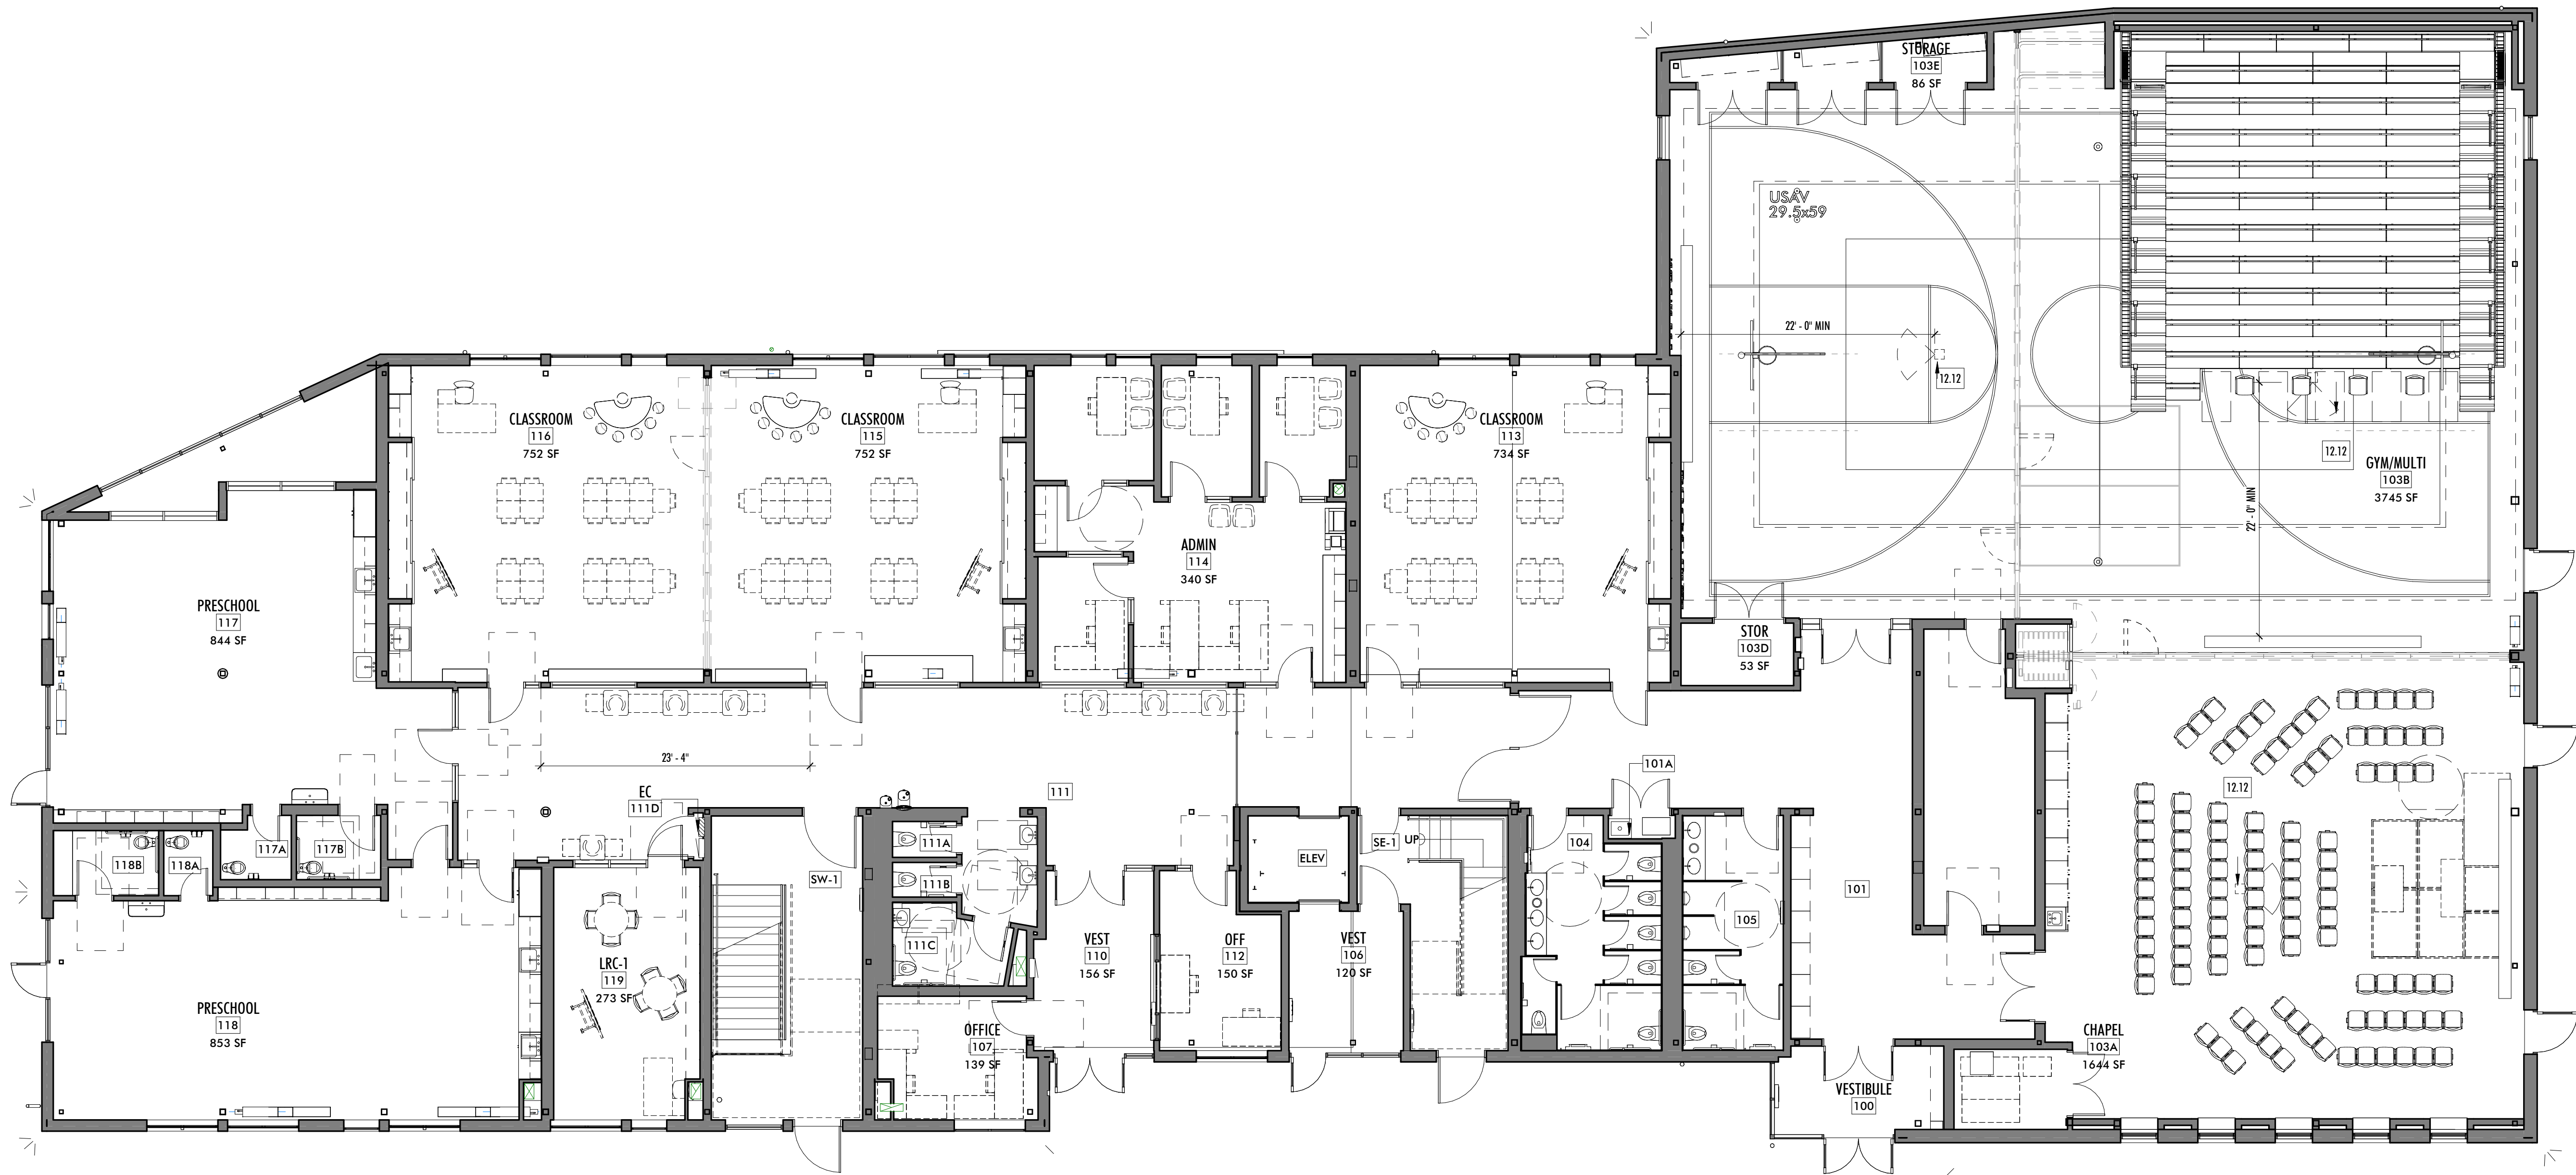 STORAGE
103E
86 SF
USAV
29.5x59
22' - 0" MIN
12.12
CLASSROOM
116
752 SF
CLASSROOM
115
752 SF
CLASSROOM
113
734 SF
12.12
GYM/MULTI
103B
3745 SF
22' - 0" MIN
ADMIN
114
340 SF
PRESCHOOL
117
844 SF
STOR
103D
53 SF
23' - 4"
101A
12.12
EC
111D
111
118B
118A
117A
117B
111A
111B
111C
SW-1
ELEV
SE-1
UP
104
105
101
LRC-1
119
273 SF
VEST
110
156 SF
OFF
112
150 SF
VEST
106
120 SF
PRESCHOOL
118
853 SF
OFFICE
107
139 SF
CHAPEL
103A
1644 SF
VESTIBULE
100